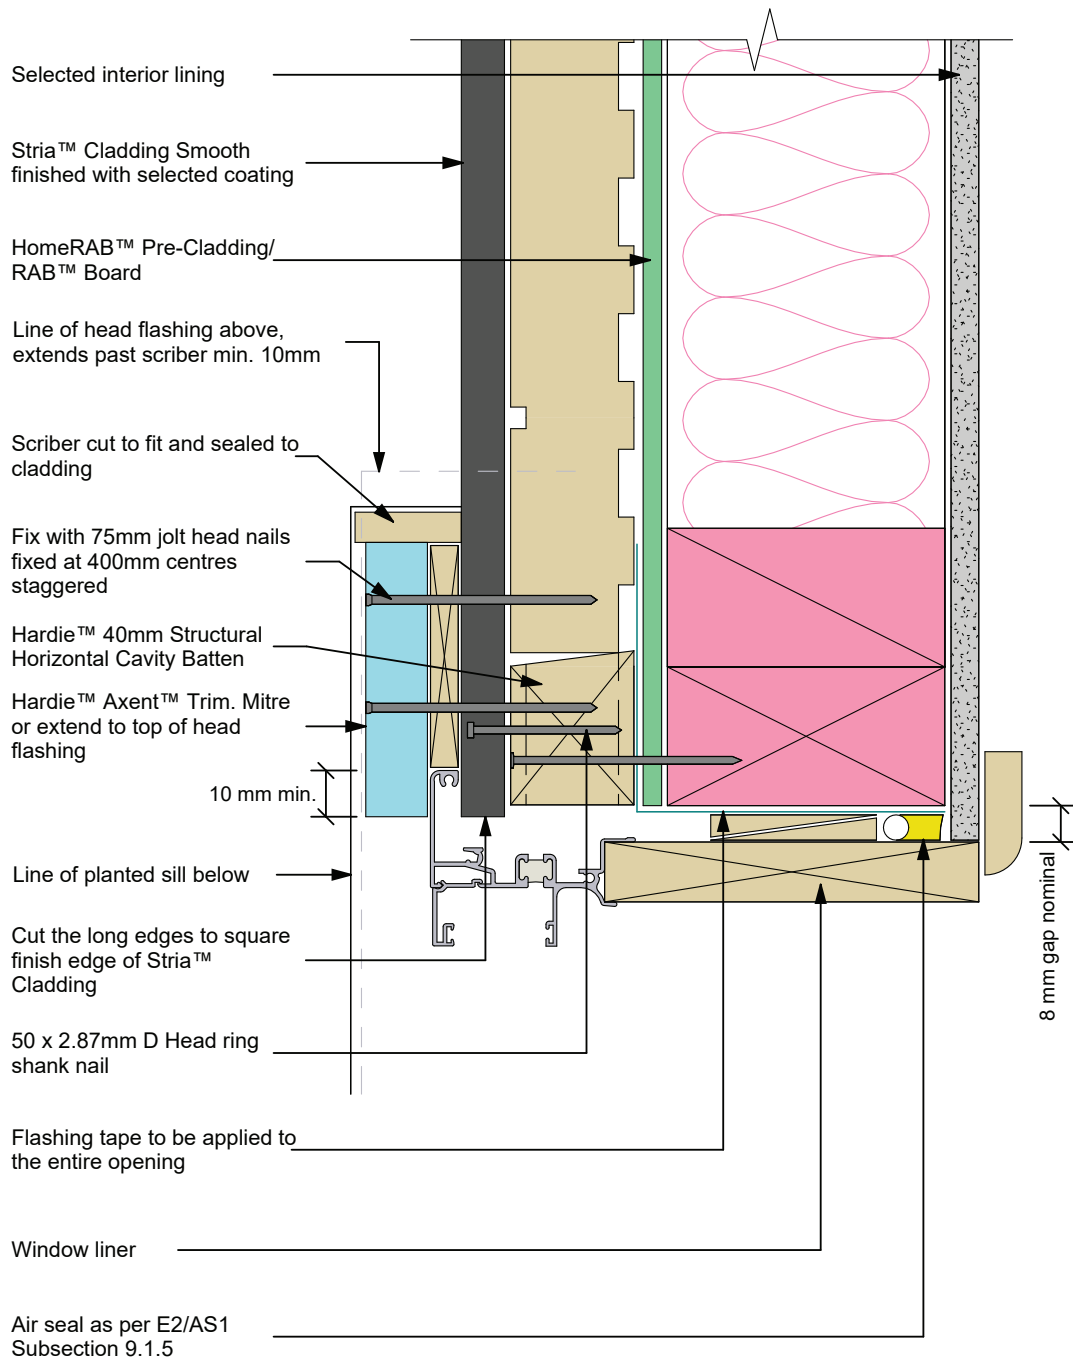 Selected interior lining
Stria™ Cladding Smooth
finished with selected coating
HomeRAB™ Pre-Cladding/
RAB™ Board
Line of head flashing above,
extends past scriber min. 10mm
Scriber cut to fit and sealed to
cladding
Fix with 75mm jolt head nails
fixed at 400mm centres
staggered
Hardie™ 40mm Structural
Horizontal Cavity Batten
Hardie™ Axent™ Trim. Mitre
or extend to top of head
flashing
10 mm min.
Line of planted sill below
Cut the long edges to square
finish edge of Stria™
Cladding
8 mm gap nominal
50 x 2.87mm D Head ring
shank nail
Flashing tape to be applied to
the entire opening
Window liner
Air seal as per E2/AS1
Subsection 9.1.5